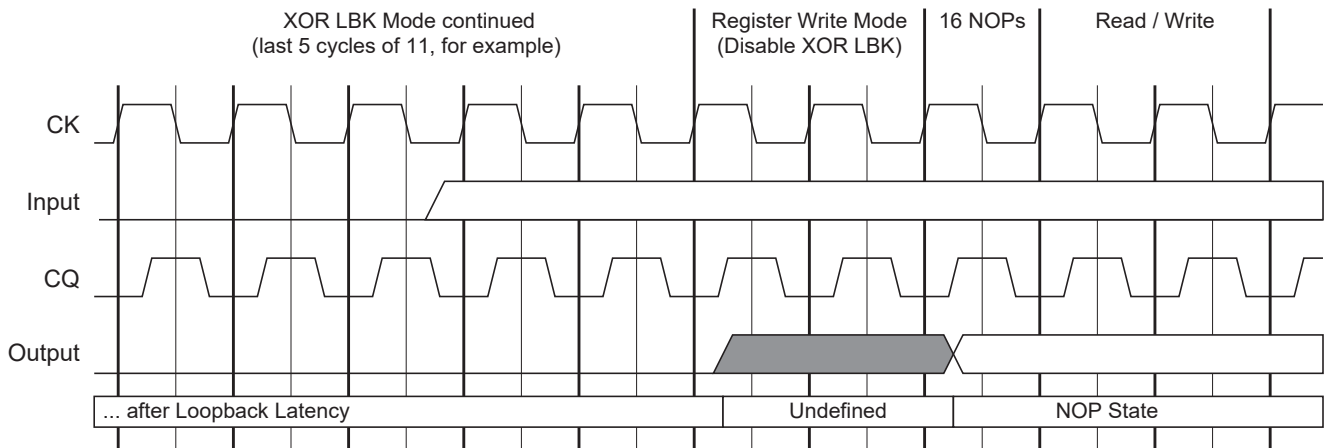 XOR LBK Mode continued
(last 5 cycles of 11, for example)
Register Write Mode
(Disable XOR LBK)
16 NOPs
Read / Write
CK
Input
CQ
Output
... after Loopback Latency
Undefined
NOP State